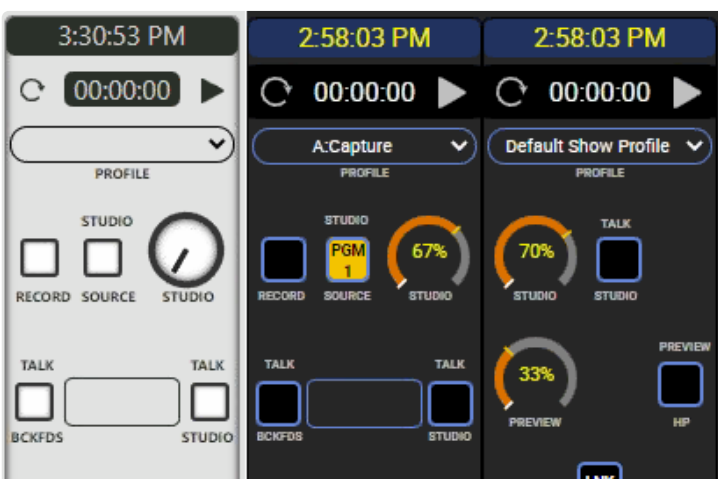 3:30:53 PM
00:00:00
PROFILE
STUDIO
RECORD SOURCE STUDIO
TALK TALK
BCKFDS STUDIO
2:58:03 PM
00:00:00
A:Capture
PROFILE
STUDIO
PGM
1
67%
RECORD SOURCE STUDIO
TALK TALK
BCKFDS STUDIO
2:58:03 PM
00:00:00
Default Show Profile
PROFILE
TALK
70%
STUDIO STUDIO
PREVIEW
33%
PREVIEW HP